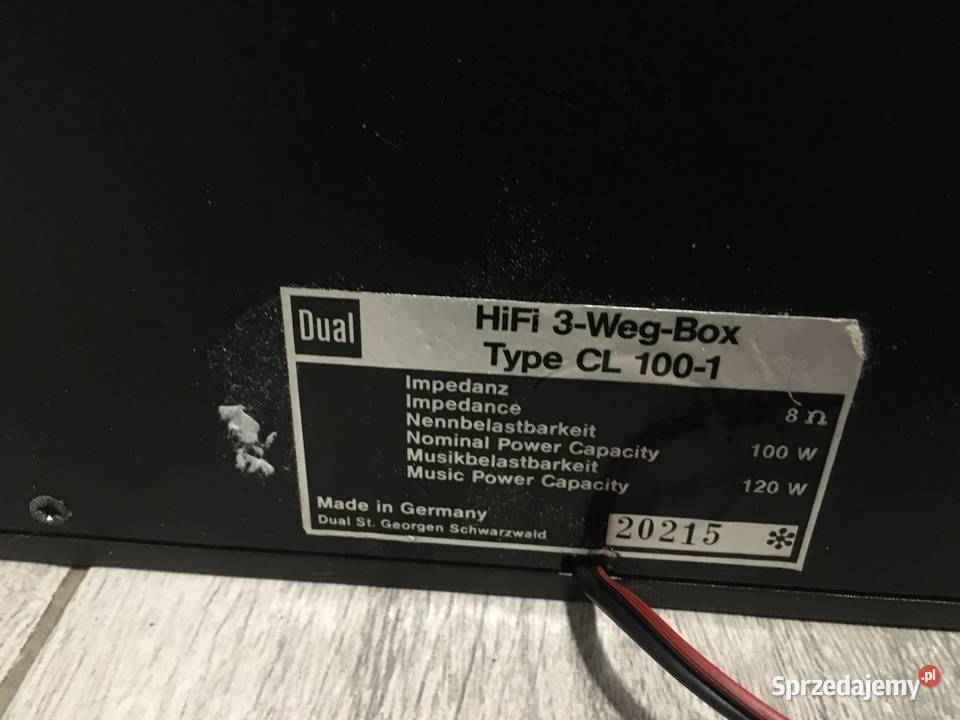 Dual
HiFi 3-Weg-Box
Type CL 100-1
Impedanz
Impedance 8 Ω
Nennbelastbarkeit
Nominal Power Capacity 100 W
Musikbelastbarkeit
Music Power Capacity 120 W
Made in Germany
Dual St. Georgen Schwarzwald
20215
Sprzedajemy.pl